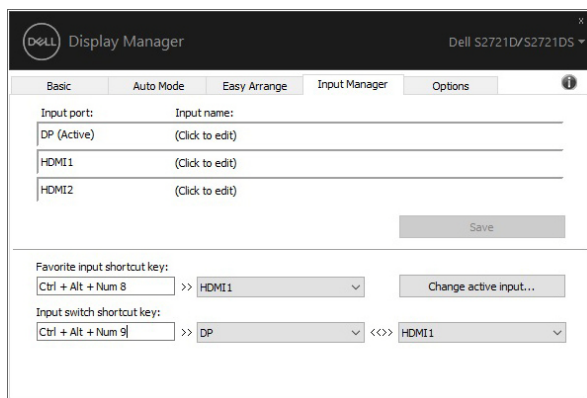 x
DELL Display Manager Dell S2721D/S2721DS
Basic Auto Mode Easy Arrange Input Manager Options i
Input port: Input name:
DP (Active) (Click to edit)
HDMI1 (Click to edit)
HDMI2 (Click to edit)
Save
Favorite input shortcut key:
Ctrl + Alt + Num 8 >> HDMI1 Change active input...
Input switch shortcut key:
Ctrl + Alt + Num 9 >> DP <<>> HDMI1